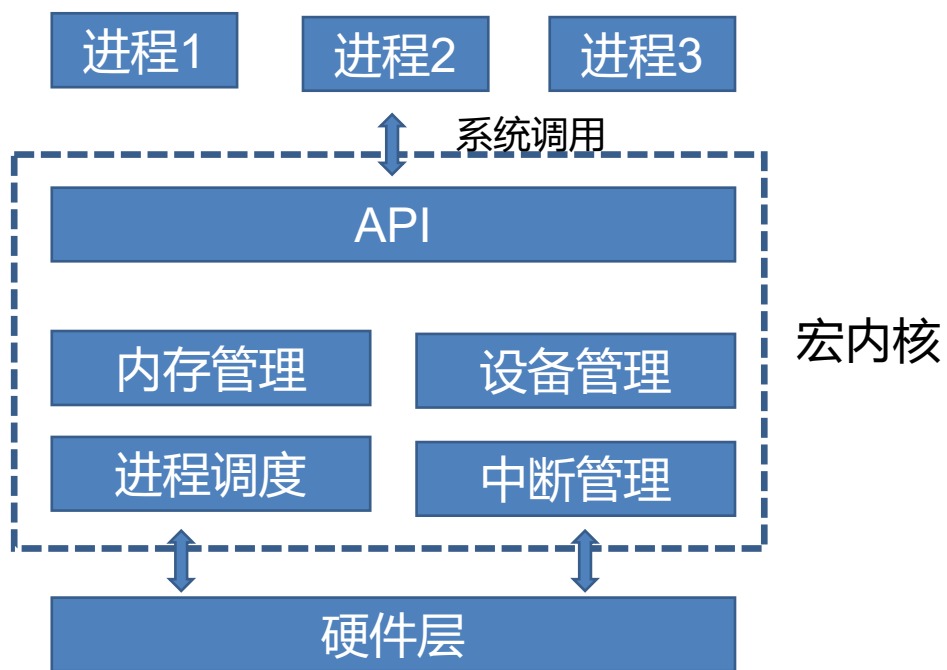 进程1
进程2
进程3
系统调用
API
宏内核
内存管理
设备管理
进程调度
中断管理
硬件层